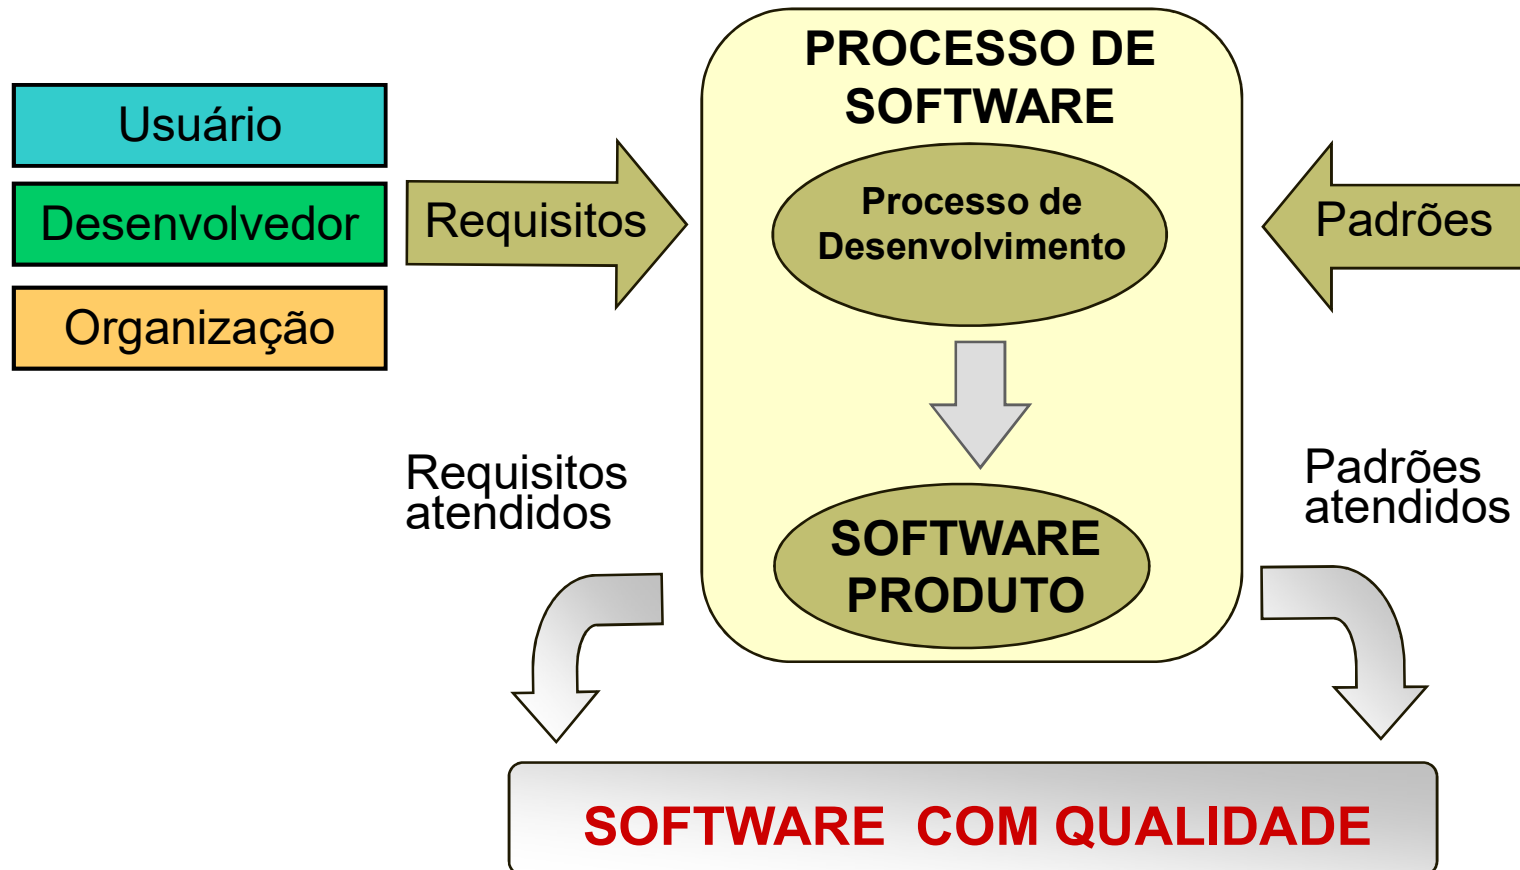 PROCESSO DE
SOFTWARE
Usuário
Desenvolvedor
Organização
Requisitos
Processo de
Desenvolvimento
Padrões
Requisitos
atendidos
Padrões
atendidos
SOFTWARE
PRODUTO
SOFTWARE COM QUALIDADE